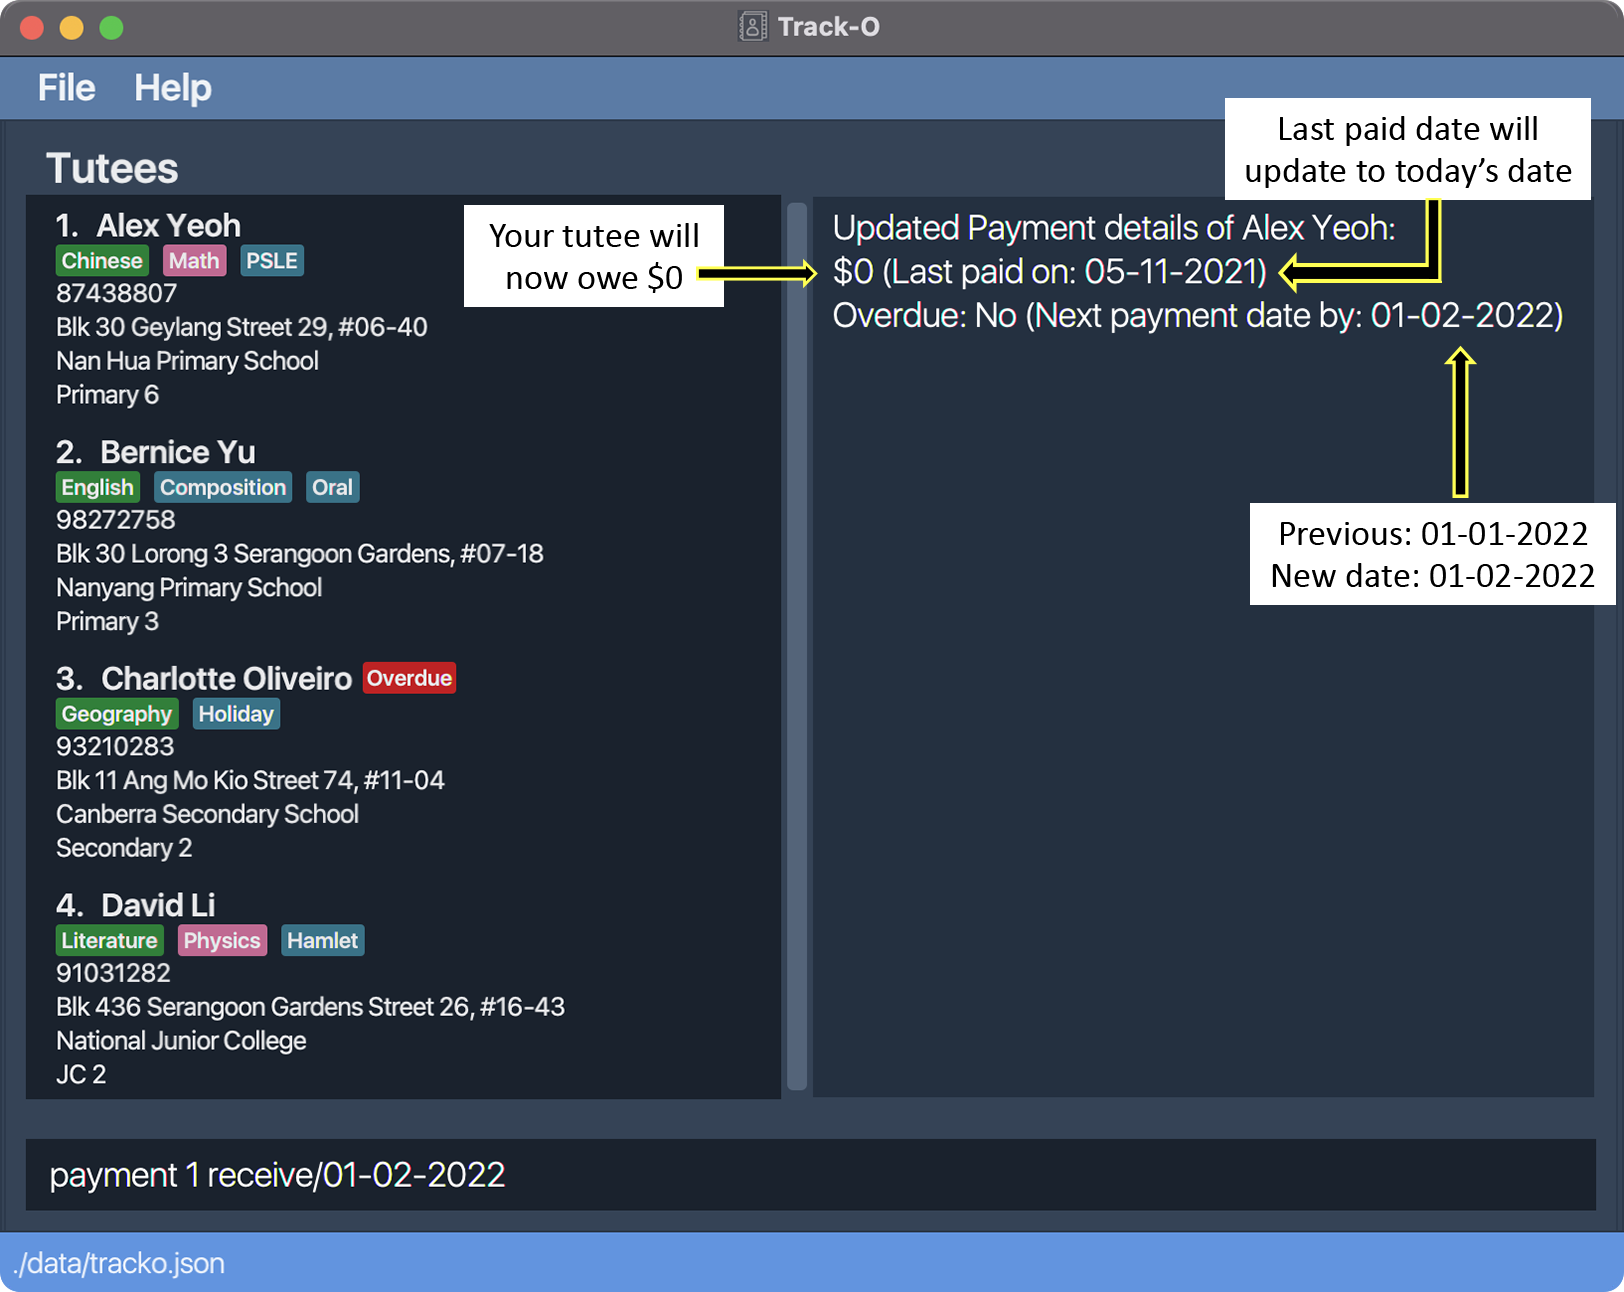 Track-O
File Help
Tutees
1. Alex Yeoh
Chinese Math PSLE
87438807
Blk 30 Geylang Street 29, #06-40
Nan Hua Primary School
Primary 6
2. Bernice Yu
English Composition Oral
98272758
Blk 30 Lorong 3 Serangoon Gardens, #07-18
Nanyang Primary School
Primary 3
3. Charlotte Oliveiro Overdue
Geography Holiday
93210283
Blk 11 Ang Mo Kio Street 74, #11-04
Canberra Secondary School
Secondary 2
4. David Li
Literature Physics Hamlet
91031282
Blk 436 Serangoon Gardens Street 26, #16-43
National Junior College
JC 2
Your tutee will
now owe $0
Last paid date will
update to today’s date
Updated Payment details of Alex Yeoh:
$0 (Last paid on: 05-11-2021)
Overdue: No (Next payment date by: 01-02-2022)
Previous: 01-01-2022
New date: 01-02-2022
payment 1 receive/01-02-2022
./data/tracko.json